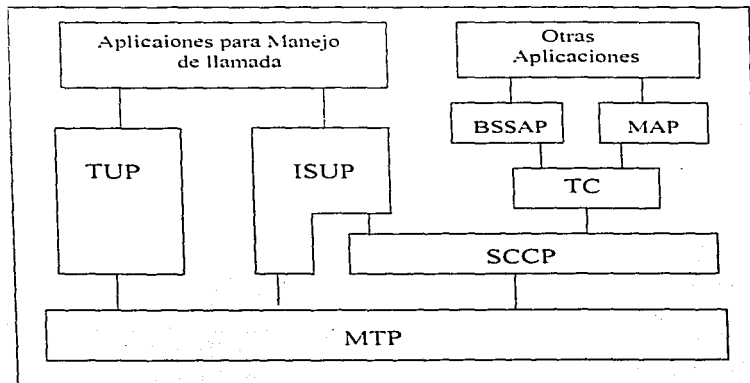 Aplicaiones para Manejo
de llamada
Otras
Aplicaciones
BSSAP
MAP
TUP
ISUP
TC
SCCP
MTP